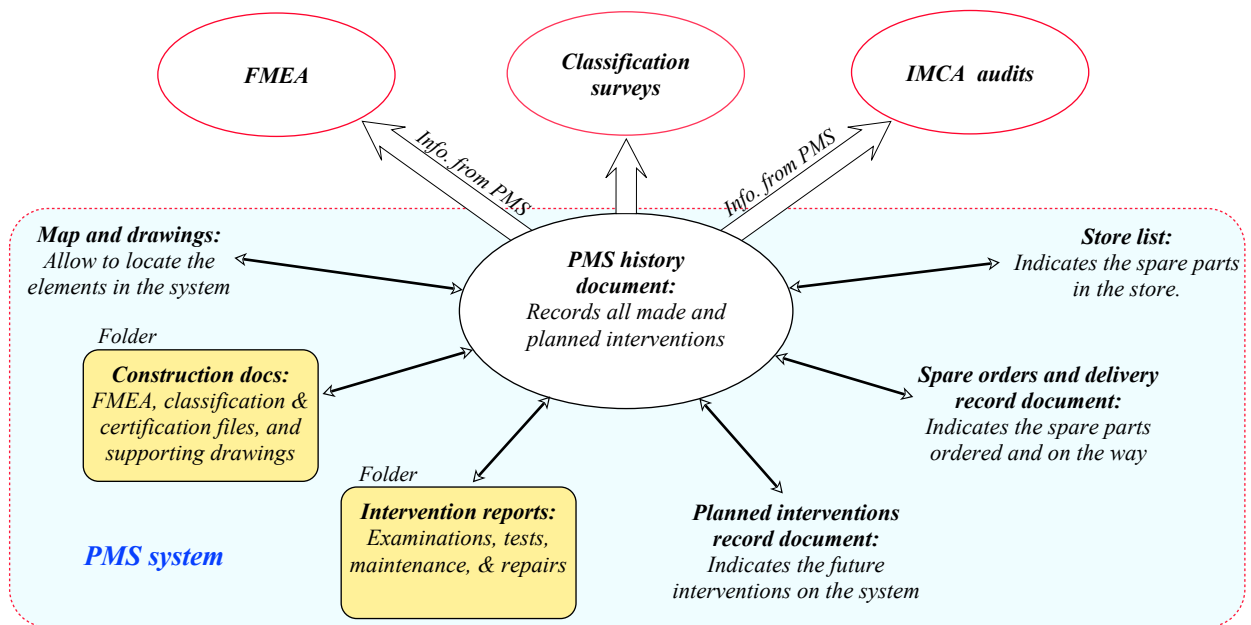 FMEA
Classification
surveys
IMCA audits
Info. from PMS
Info. from PMS
Map and drawings:
Allow to locate the
elements in the system
PMS history
document:
Records all made and
planned interventions
Store list:
Indicates the spare parts
in the store.
Folder
Construction docs:
FMEA, classification &
certification files, and
supporting drawings
Spare orders and delivery
record document:
Indicates the spare parts
ordered and on the way
Folder
Intervention reports:
Examinations, tests,
maintenance, & repairs
Planned interventions
record document:
Indicates the future
interventions on the system
PMS system